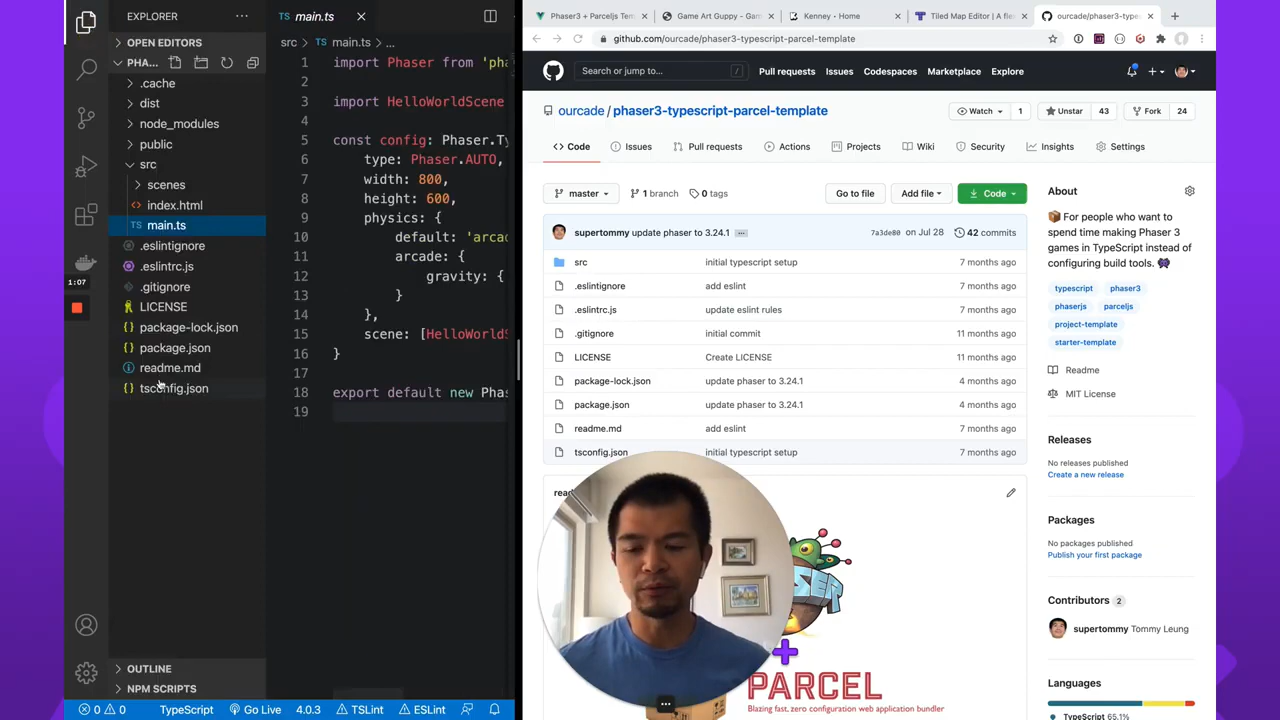 EXPLORER
OPEN EDITORS
PHA...
.cache
dist
node_modules
public
src
scenes
index.html
TS main.ts
.eslintignore
.eslintrc.js
.gitignore
LICENSE
{} package-lock.json
{} package.json
readme.md
{} tsconfig.json
OUTLINE
NPM SCRIPTS
1:07
TS main.ts
src > TS main.ts > ...
1 import Phaser from 'pha
2
3 import HelloWorldScene
4
5 const config: Phaser.Ty
6 type: Phaser.AUTO,
7 width: 800,
8 height: 600,
9 physics: {
10 default: 'arcad
11 arcade: {
12 gravity: {
13 }
14 },
15 scene: [HelloWorldS
16 }
17
18 export default new Phas
19
0 0 TypeScript Go Live 4.0.3 TSLint ESLint
Phaser3 + Parceljs Tem
Game Art Guppy - Gam
Kenney • Home
Tiled Map Editor | A fle
ourcade/phaser3-types
github.com/ourcade/phaser3-typescript-parcel-template
Search or jump to... /
Pull requests Issues Codespaces Marketplace Explore
ourcade / phaser3-typescript-parcel-template
Watch 1 Unstar 43 Fork 24
Code Issues Pull requests Actions Projects Wiki Security Insights Settings
master 1 branch 0 tags Go to file Add file Code
supertommy update phaser to 3.24.1 ... 7a3de80 on Jul 28 42 commits
src initial typescript setup 7 months ago
.eslintignore add eslint 7 months ago
.eslintrc.js update eslint rules 7 months ago
.gitignore initial commit 11 months ago
LICENSE Create LICENSE 11 months ago
package-lock.json update phaser to 3.24.1 4 months ago
package.json update phaser to 3.24.1 4 months ago
readme.md add eslint 7 months ago
tsconfig.json initial typescript setup 7 months ago
PARCEL
Blazing fast, zero configuration web application bundler
About
For people who want to
spend time making Phaser 3
games in TypeScript instead of
configuring build tools.
typescript phaser3
phaserjs parceljs
project-template
starter-template
Readme
MIT License
Releases
No releases published
Create a new release
Packages
No packages published
Publish your first package
Contributors 2
supertommy Tommy Leung
Languages
TypeScript 65.1%